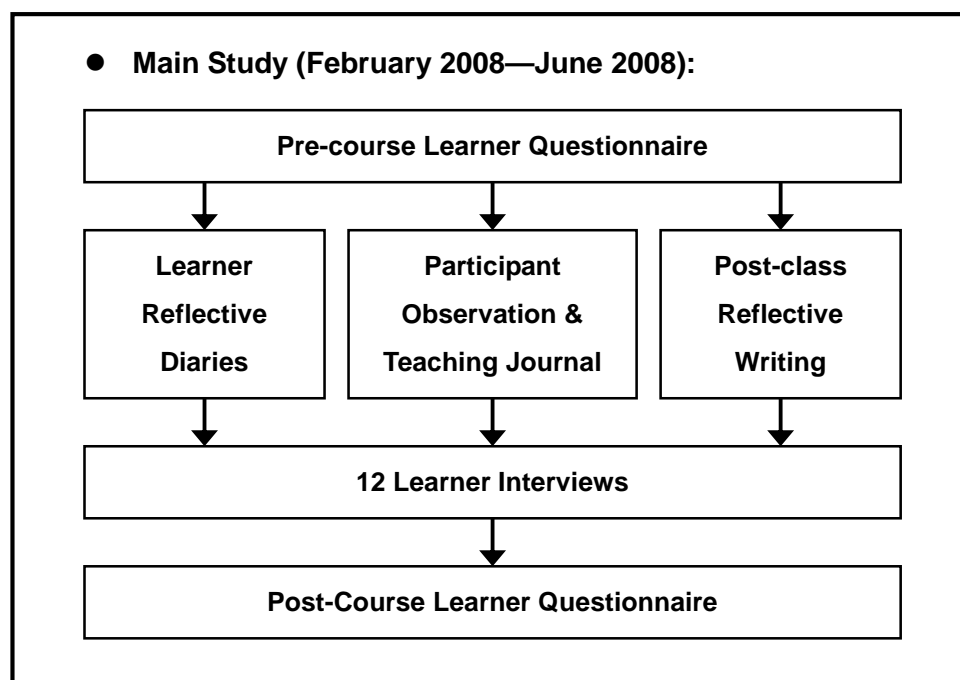 ● Main Study (February 2008—June 2008):
Pre-course Learner Questionnaire
Learner
Reflective
Diaries
Participant
Observation &
Teaching Journal
Post-class
Reflective
Writing
12 Learner Interviews
Post-Course Learner Questionnaire